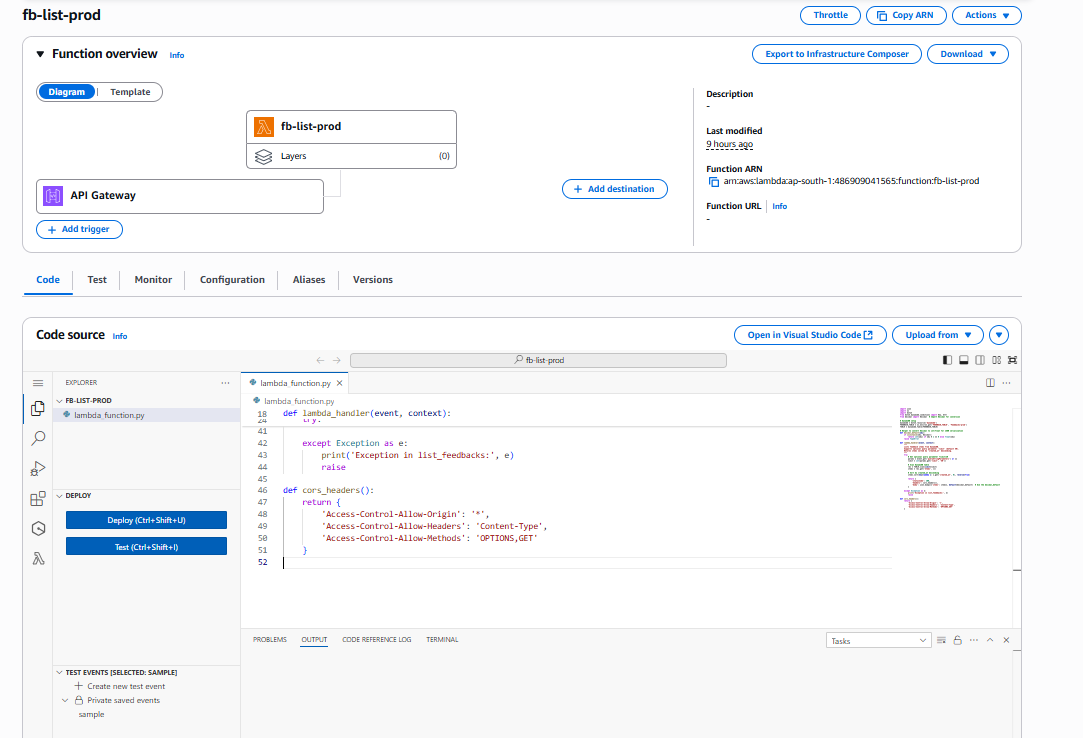 fb-list-prod
Throttle
Copy ARN
Actions
Function overview
Info
Export to Infrastructure Composer
Download
Diagram
Template
fb-list-prod
Layers
(0)
API Gateway
Add trigger
Add destination
Description
-
Last modified
9 hours ago
Function ARN
arn:aws:lambda:ap-south-1:486909041565:function:fb-list-prod
Function URL
Info
-
Code
Test
Monitor
Configuration
Aliases
Versions
Code source
Info
Open in Visual Studio Code
Upload from
fb-list-prod
EXPLORER
FB-LIST-PROD
lambda_function.py
DEPLOY
Deploy (Ctrl+Shift+U)
Test (Ctrl+Shift+I)
TEST EVENTS [SELECTED: SAMPLE]
Create new test event
Private saved events
sample
lambda_function.py
lambda_function.py
18 def lambda_handler(event, context):
24 try:
41
42 except Exception as e:
43 print('Exception in list_feedbacks:', e)
44 raise
45
46 def cors_headers():
47 return {
48 'Access-Control-Allow-Origin': '*',
49 'Access-Control-Allow-Headers': 'Content-Type',
50 'Access-Control-Allow-Methods': 'OPTIONS,GET'
51 }
52
PROBLEMS
OUTPUT
CODE REFERENCE LOG
TERMINAL
Tasks